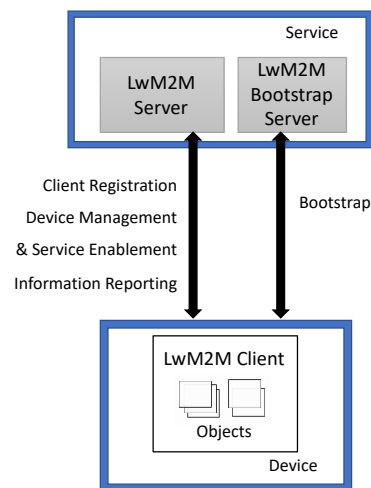 Service
LwM2M
Server
LwM2M
Bootstrap
Server
Client Registration
Device Management
& Service Enablement
Information Reporting
Bootstrap
LwM2M Client
Objects
Device